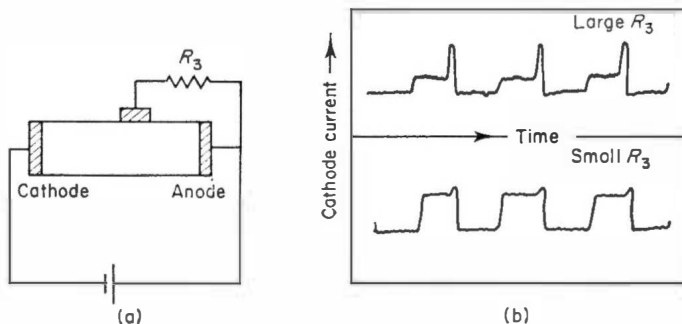 R3
Cathode
Anode
(a)
Cathode current
Large R3
Time
Small R3
(b)